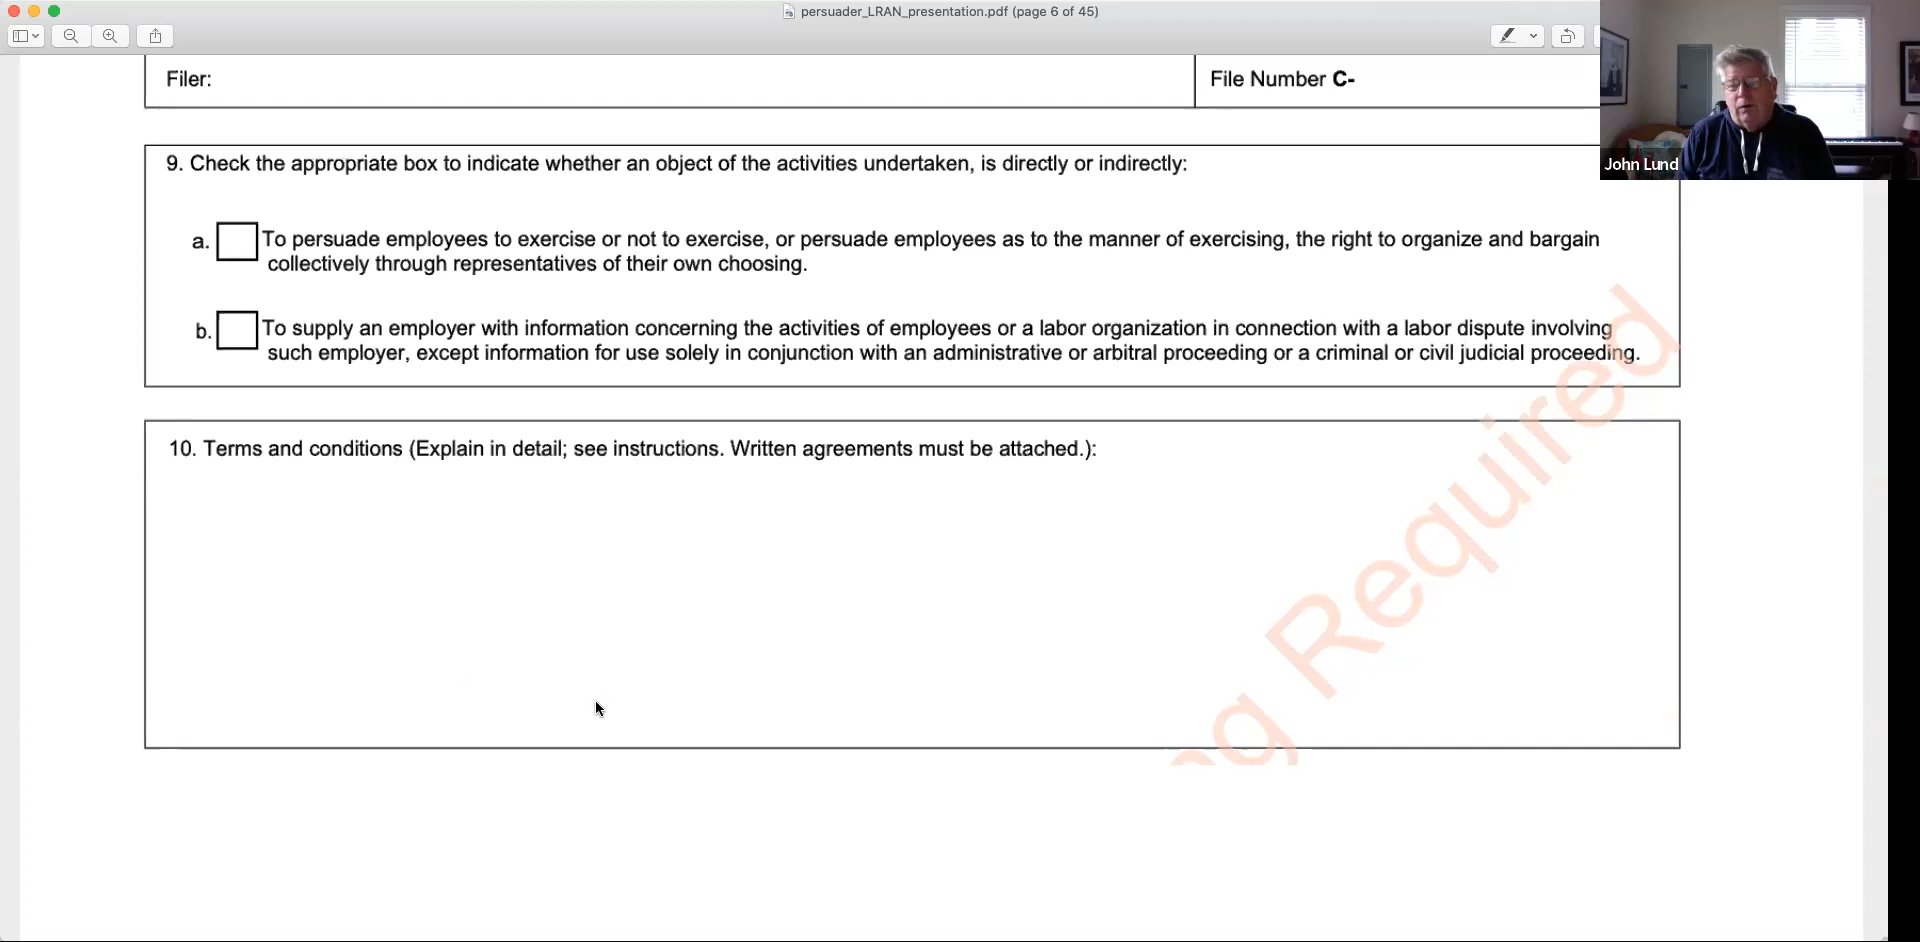 persuader_LRAN_presentation.pdf (page 6 of 45)
Filer:
File Number C-
John Lund
9. Check the appropriate box to indicate whether an object of the activities undertaken, is directly or indirectly:
a. To persuade employees to exercise or not to exercise, or persuade employees as to the manner of exercising, the right to organize and bargain
collectively through representatives of their own choosing.
b. To supply an employer with information concerning the activities of employees or a labor organization in connection with a labor dispute involving
such employer, except information for use solely in conjunction with an administrative or arbitral proceeding or a criminal or civil judicial proceeding.
10. Terms and conditions (Explain in detail; see instructions. Written agreements must be attached.):
g Required